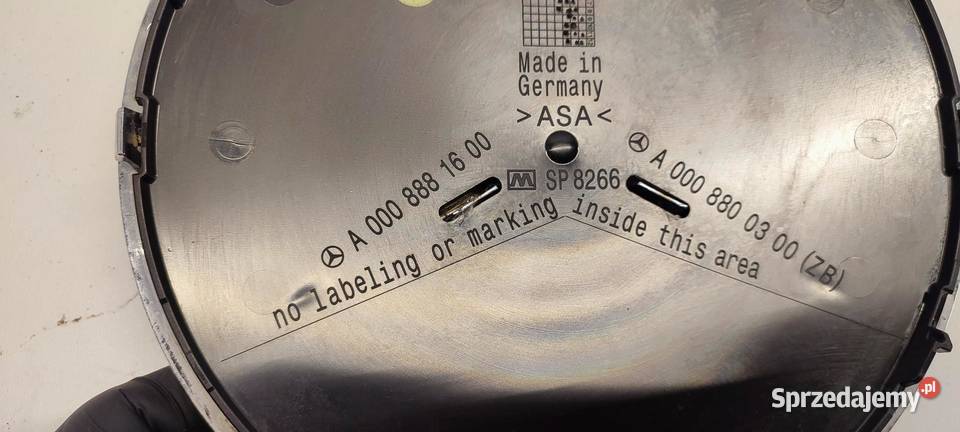 Made in
Germany
>ASA<
A 000 888 16 00
SP 8266
A 000 880 03 00 (ZB)
no labeling or marking inside this area
Sprzedajemy.pl